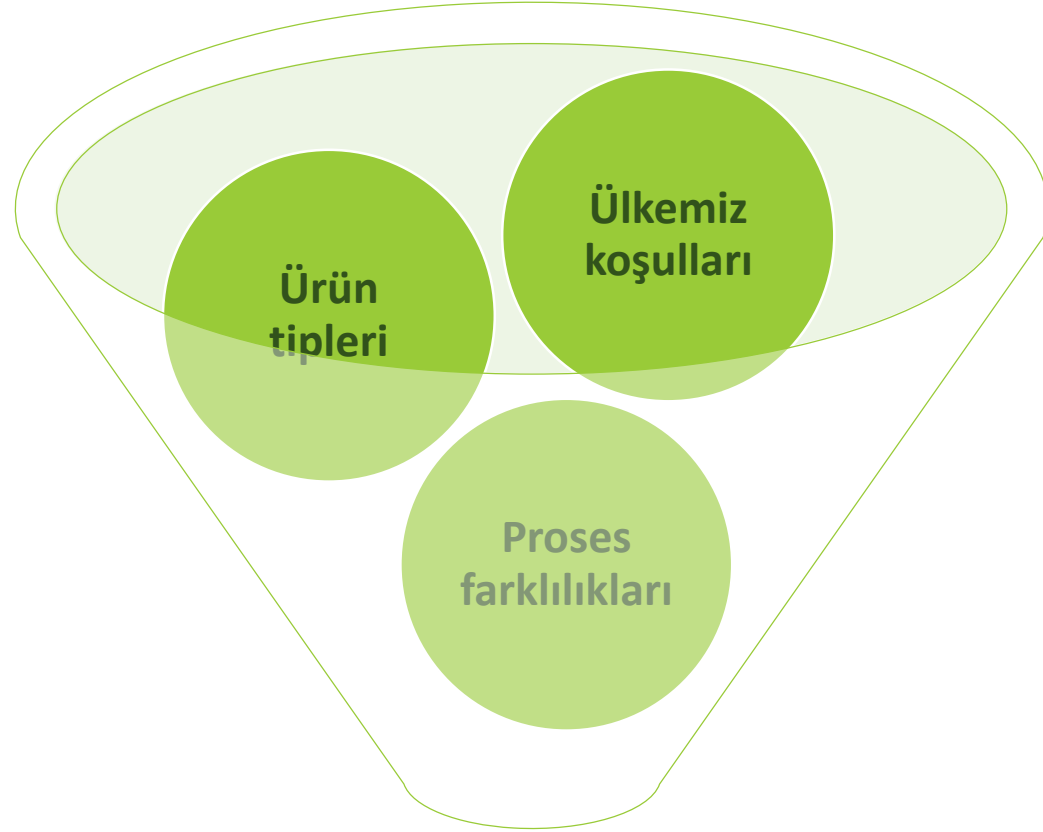 Ülkemiz
koşulları
Ürün
tipleri
Proses
farklılıkları